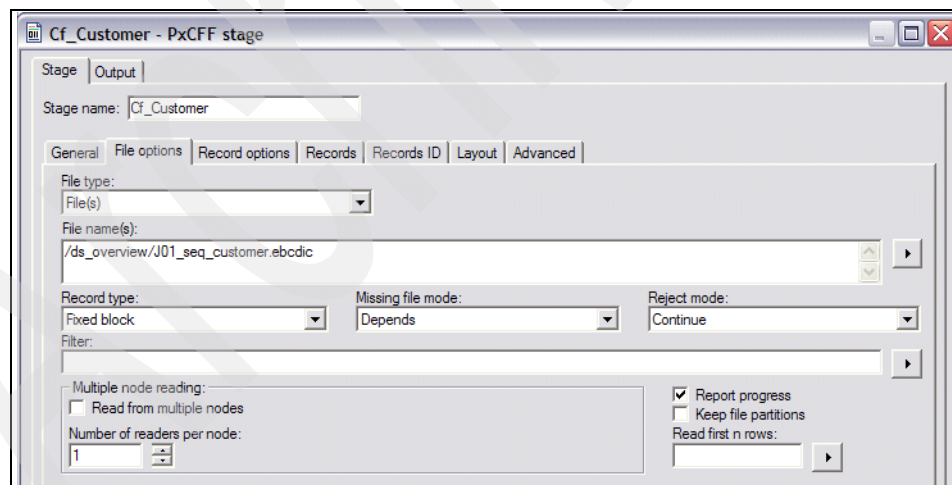 Cf_Customer - PxCFF stage
Stage Output
Stage name: Cf_Customer
General File options Record options Records Records ID Layout Advanced
File type:
File(s)
File name(s):
/ds_overview/J01_seq_customer.ebcdic
Record type: Missing file mode: Reject mode:
Fixed block Depends Continue
Filter:
Multiple node reading:
Read from multiple nodes
Number of readers per node:
1
Report progress
Keep file partitions
Read first n rows: